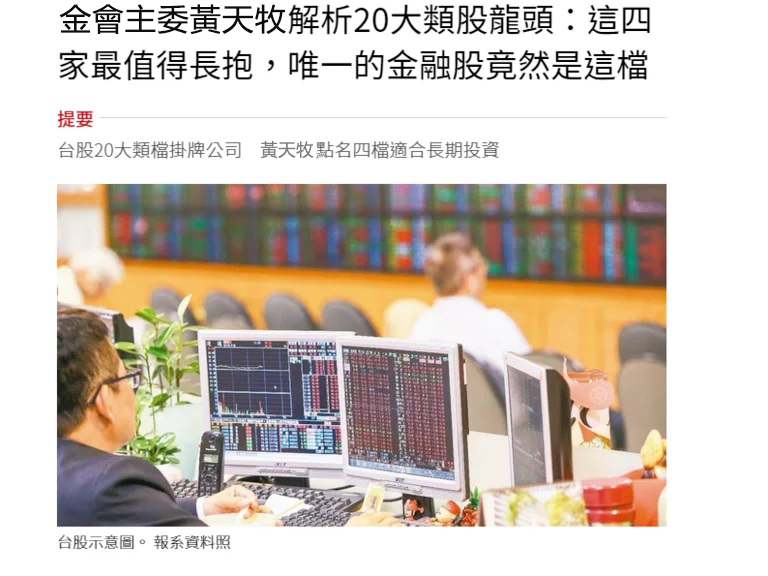 金會主委黃天牧解析20大類股龍頭：這四
家最值得長抱，唯一的金融股竟然是這檔
提要
台股20大類檔掛牌公司　黃天牧點名四檔適合長期投資
台股示意圖。 報系資料照